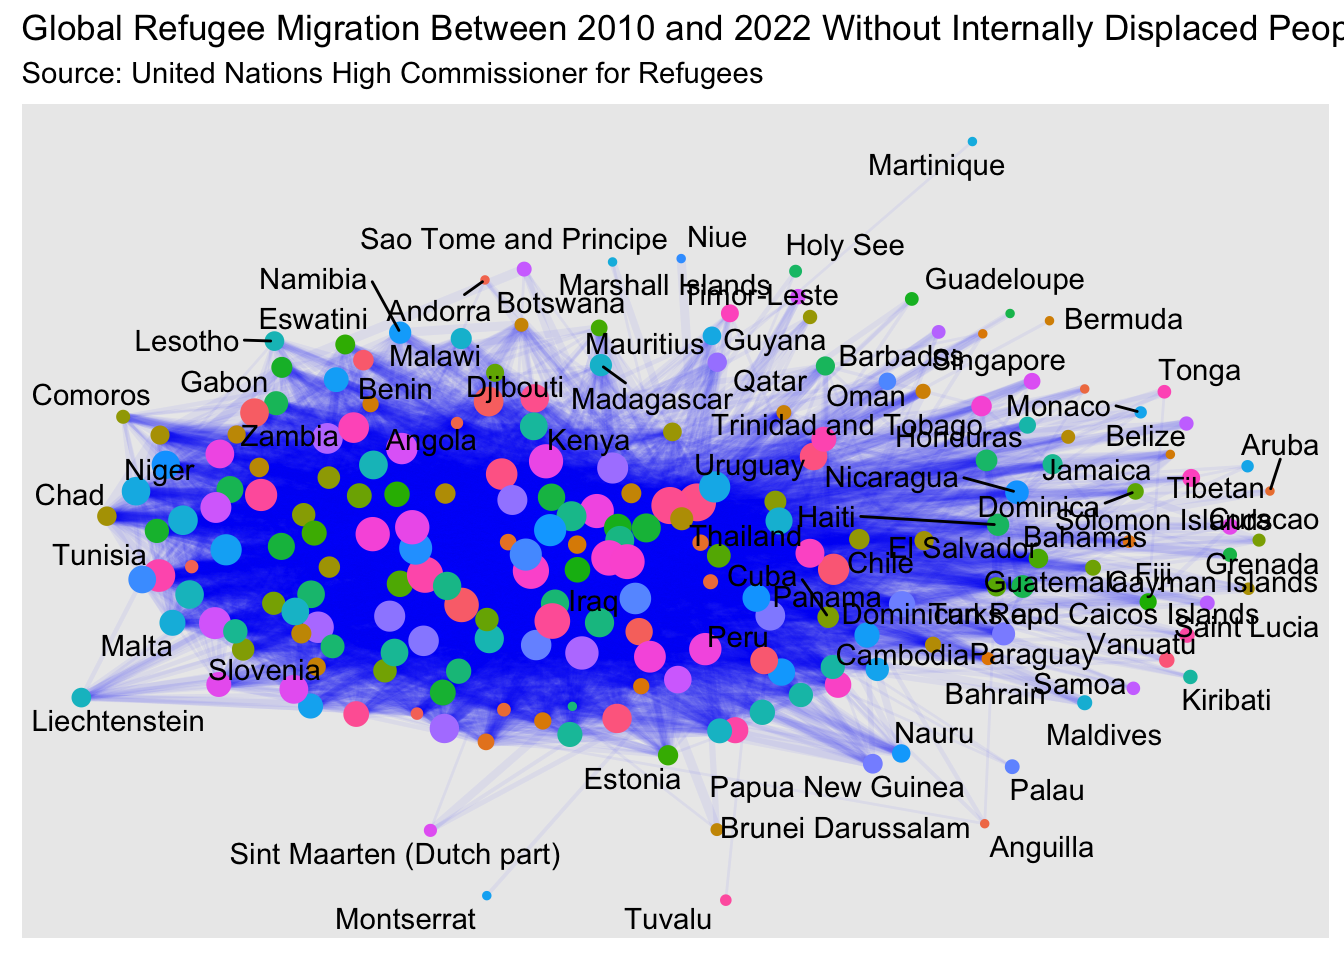 Global Refugee Migration Between 2010 and 2022 Without Internally Displaced Peop
Source: United Nations High Commissioner for Refugees
Martinique
Sao Tome and Principe
Niue
Holy See
Namibia
Andorra
Botswana
Marshall Islands
Timor-Leste
Guadeloupe
Lesotho
Eswatini
Malawi
Mauritius
Guyana
Barbados
Singapore
Bermuda
Comoros
Gabon
Benin
Djibouti
Madagascar
Qatar
Oman
Monaco
Tonga
Zambia
Angola
Kenya
Trinidad and Tobago
Honduras
Belize
Aruba
Niger
Uruguay
Nicaragua
Jamaica
Tibetan
Chad
Haiti
Dominica
Solomon Islands
Curacao
Tunisia
Thailand
El Salvador
Bahamas
Chile
Fiji
Grenada
Cuba
Panama
Guatemala
Cayman Islands
Iraq
Dominican Rep.
Turks and Caicos Islands
Saint Lucia
Malta
Peru
Cambodia
Paraguay
Vanuatu
Slovenia
Bahrain
Samoa
Kiribati
Liechtenstein
Nauru
Maldives
Estonia
Papua New Guinea
Palau
Brunei Darussalam
Anguilla
Sint Maarten (Dutch part)
Montserrat
Tuvalu